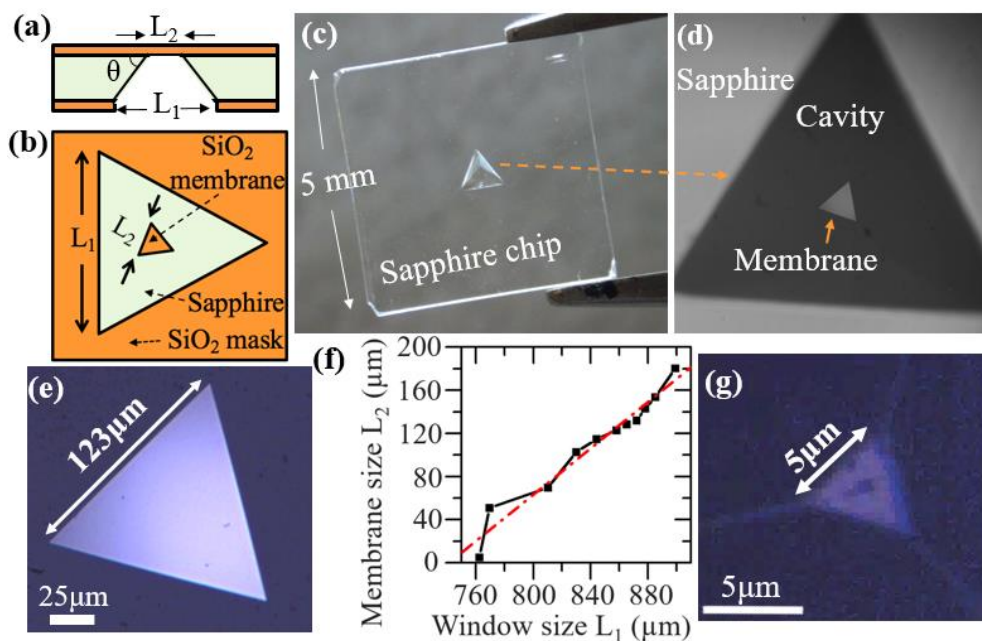 (a)
L₂
θ
L₁
(b)
SiO₂
membrane
L₁
L₂
Sapphire
SiO₂ mask
(c)
5 mm
Sapphire chip
(d)
Sapphire
Cavity
Membrane
(e)
123μm
25μm
(f)
Membrane size L₂ (μm)
200
160
120
80
40
0
760
800
840
880
Window size L₁ (μm)
(g)
5μm
5μm